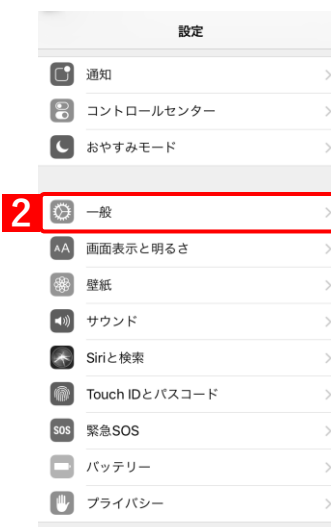 設定
通知
コントロールセンター
おやすみモード
2
一般
AA 画面表示と明るさ
壁紙
サウンド
Siriと検索
Touch IDとパスコード
SOS 緊急SOS
バッテリー
プライバシー